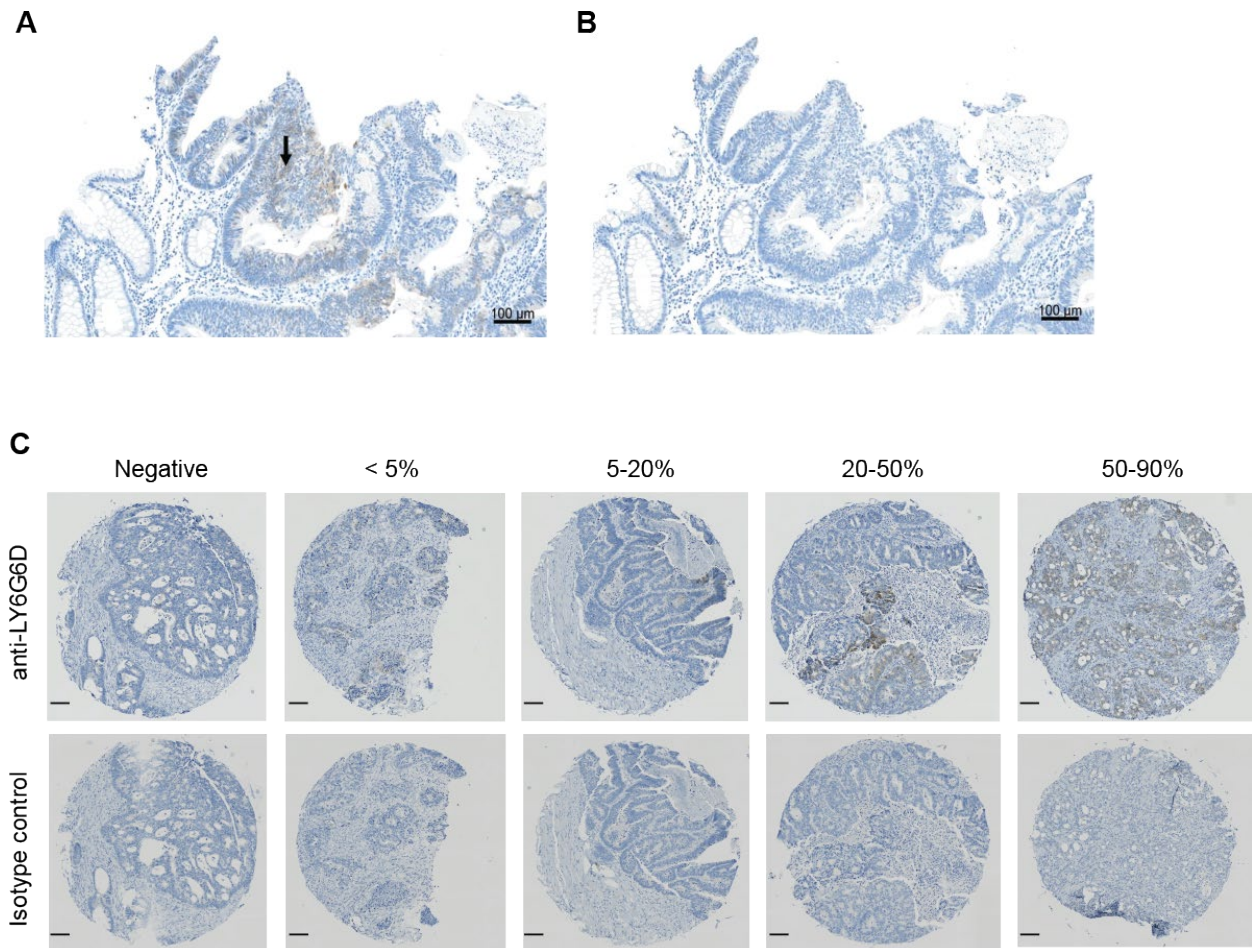 A
B
100 µm
100 µm
C
Negative
< 5%
5-20%
20-50%
50-90%
anti-LY6G6D
Isotype control